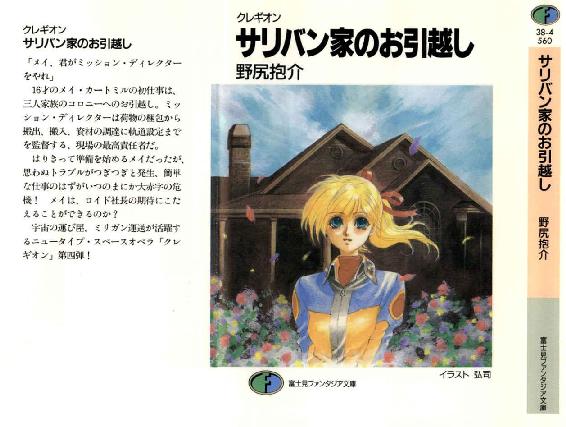 クレギオン
サリバン家のお引越し
「メイ、君がミッション・ディレクター
をやれ」
16才のメイ・カートミルの初仕事は、
三人家族のコロニーへのお引越し。ミッ
ション・ディレクターは荷物の梱包から
搬出、搬入、資材の調達に軌道設定まで
を監督する、現場の最高責任者だ。
はりきって準備を始めるメイだったが、
思わぬトラブルがつぎつぎと発生、簡単
な仕事のはずがいつのまにか大赤字の危
機！ メイは、ロイド社長の期待にこた
えることができるのか？
宇宙の運び屋、ミリガン運送が活躍す
るニュータイプ・スペースオペラ「クレ
ギオン」第四弾！
クレギオン
サリバン家のお引越し
野尻抱介
イラスト 弘司
富士見ファンタジア文庫
38-4
560
サリバン家のお引越し
野尻抱介
富士見ファンタジア文庫